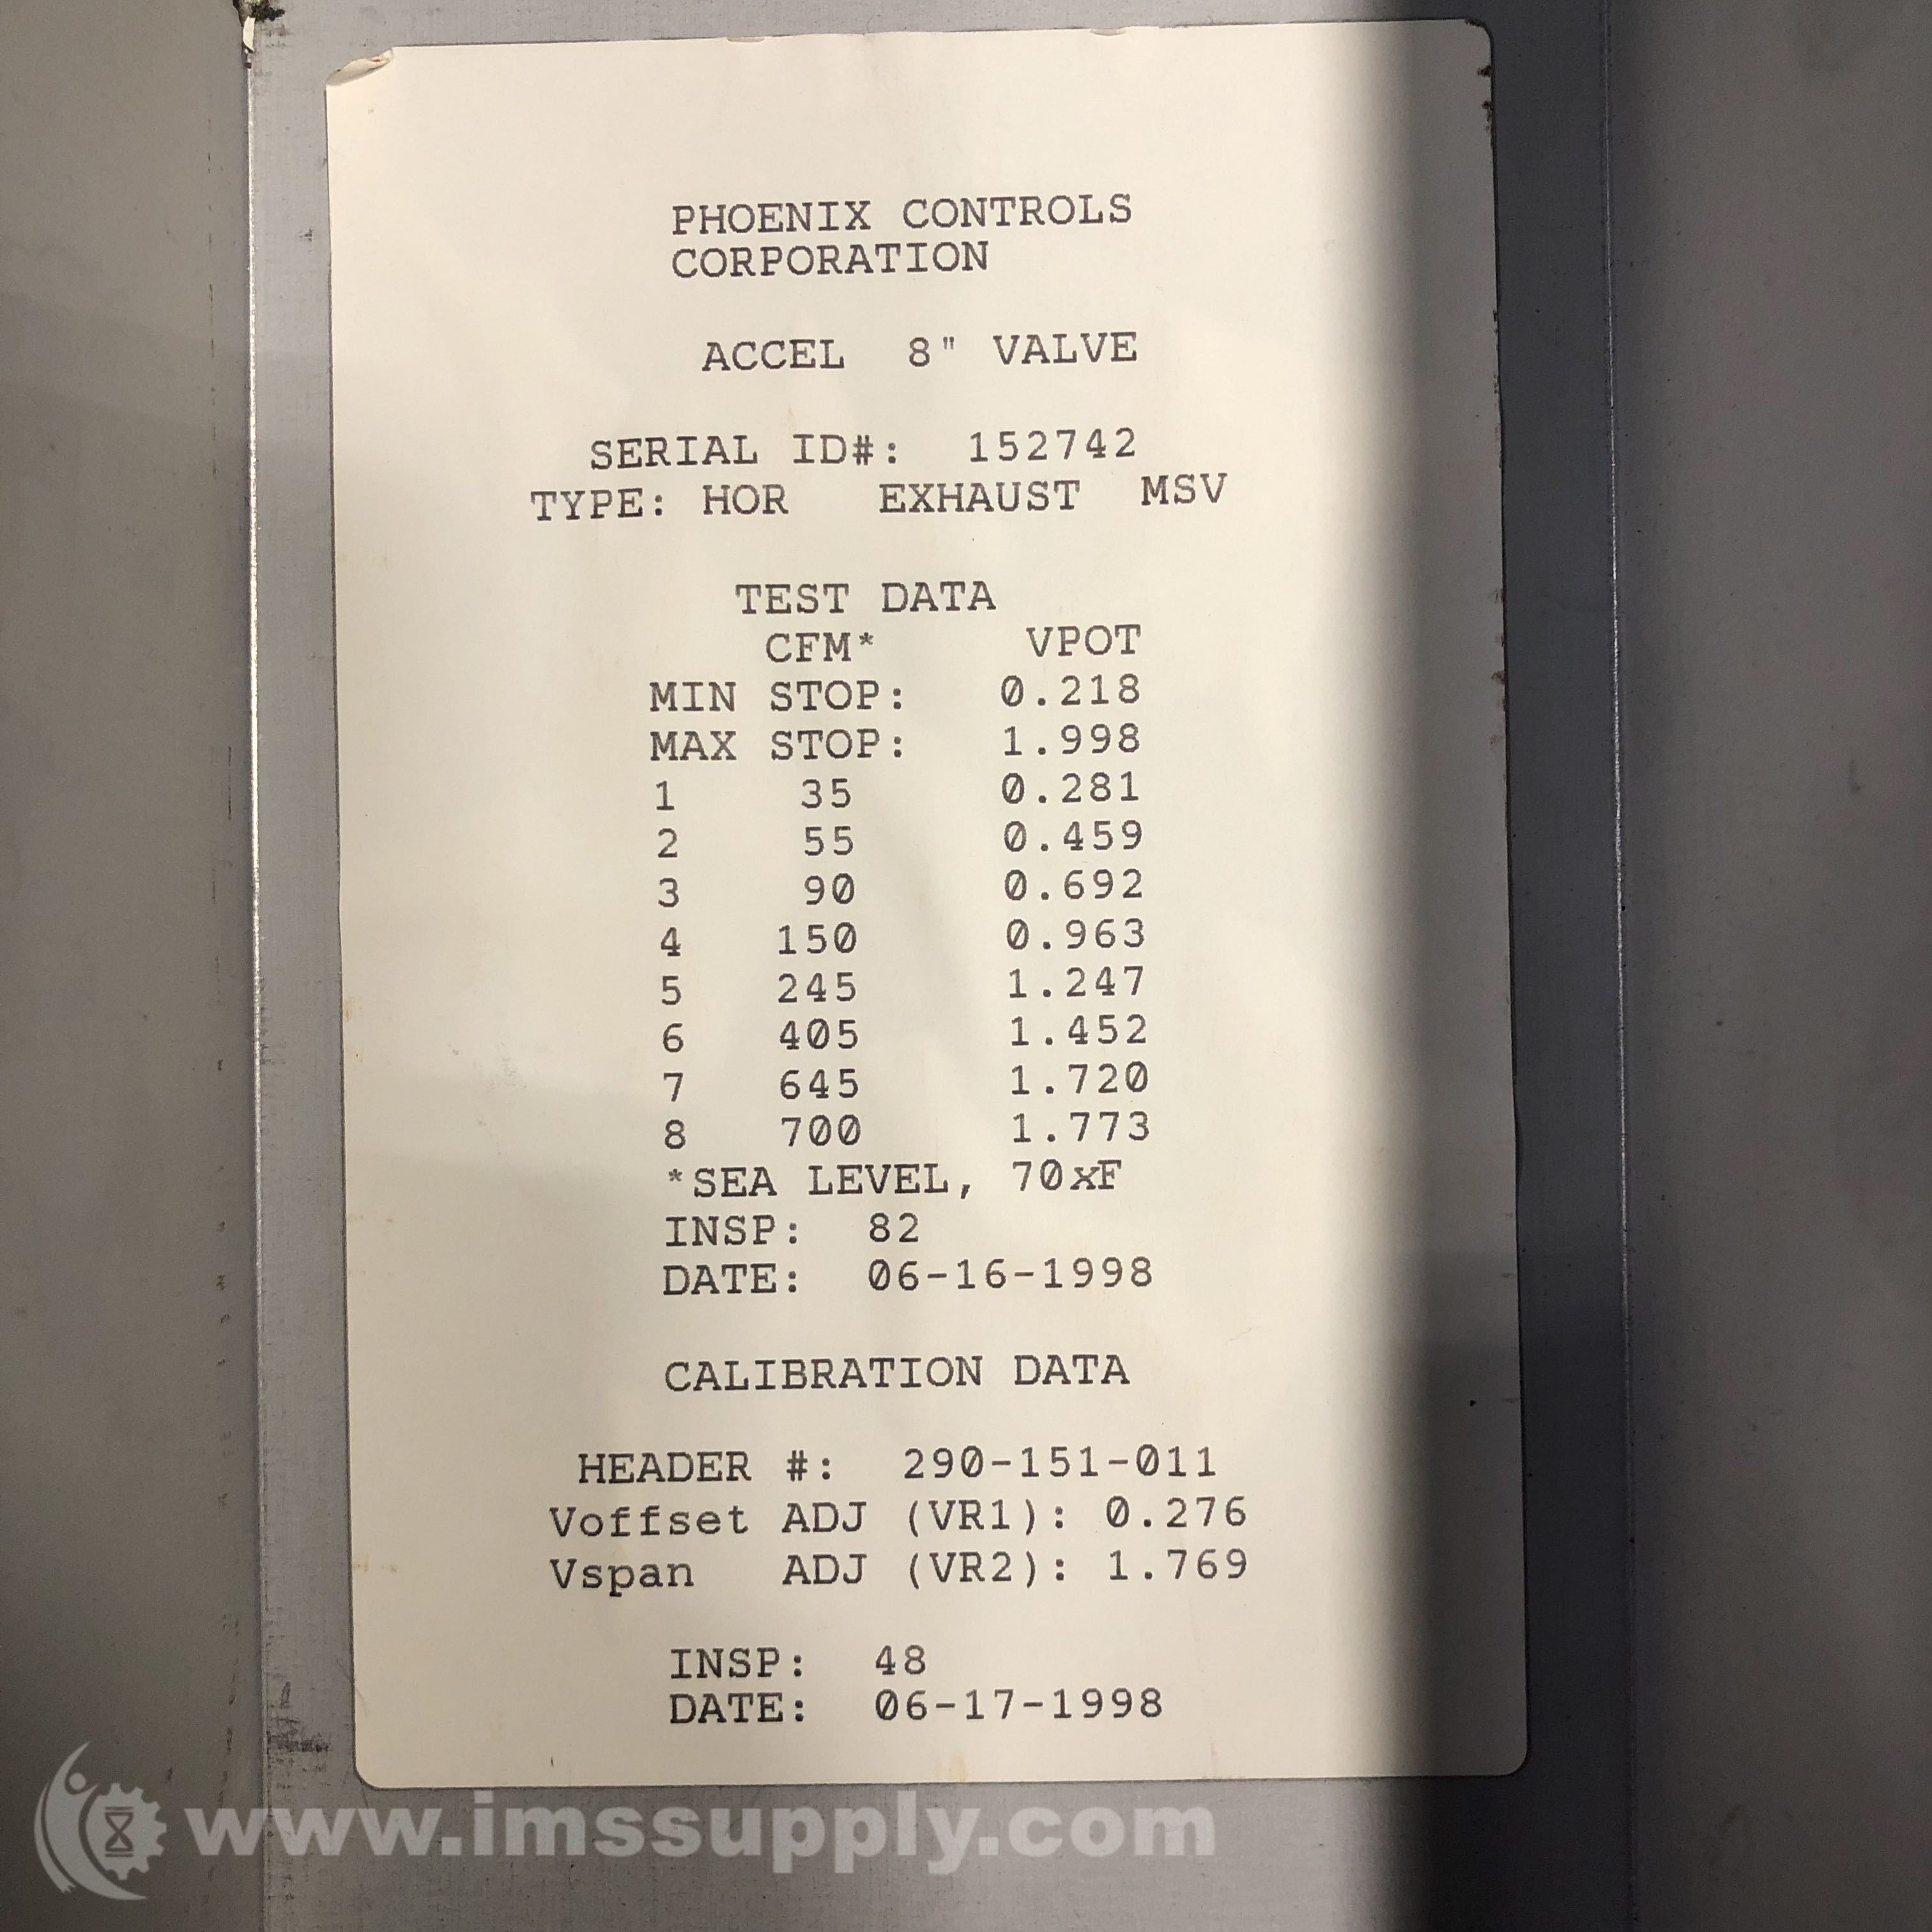 PHOENIX CONTROLS
CORPORATION
ACCEL 8" VALVE
SERIAL ID#: 152742
TYPE: HOR EXHAUST MSV
TEST DATA
CFM* VPOT
MIN STOP: 0.218
MAX STOP: 1.998
1 35 0.281
2 55 0.459
3 90 0.692
4 150 0.963
5 245 1.247
6 405 1.452
7 645 1.720
8 700 1.773
*SEA LEVEL, 70xF
INSP: 82
DATE: 06-16-1998
CALIBRATION DATA
HEADER #: 290-151-011
Voffset ADJ (VR1): 0.276
Vspan ADJ (VR2): 1.769
INSP: 48
DATE: 06-17-1998
www.imssupply.com